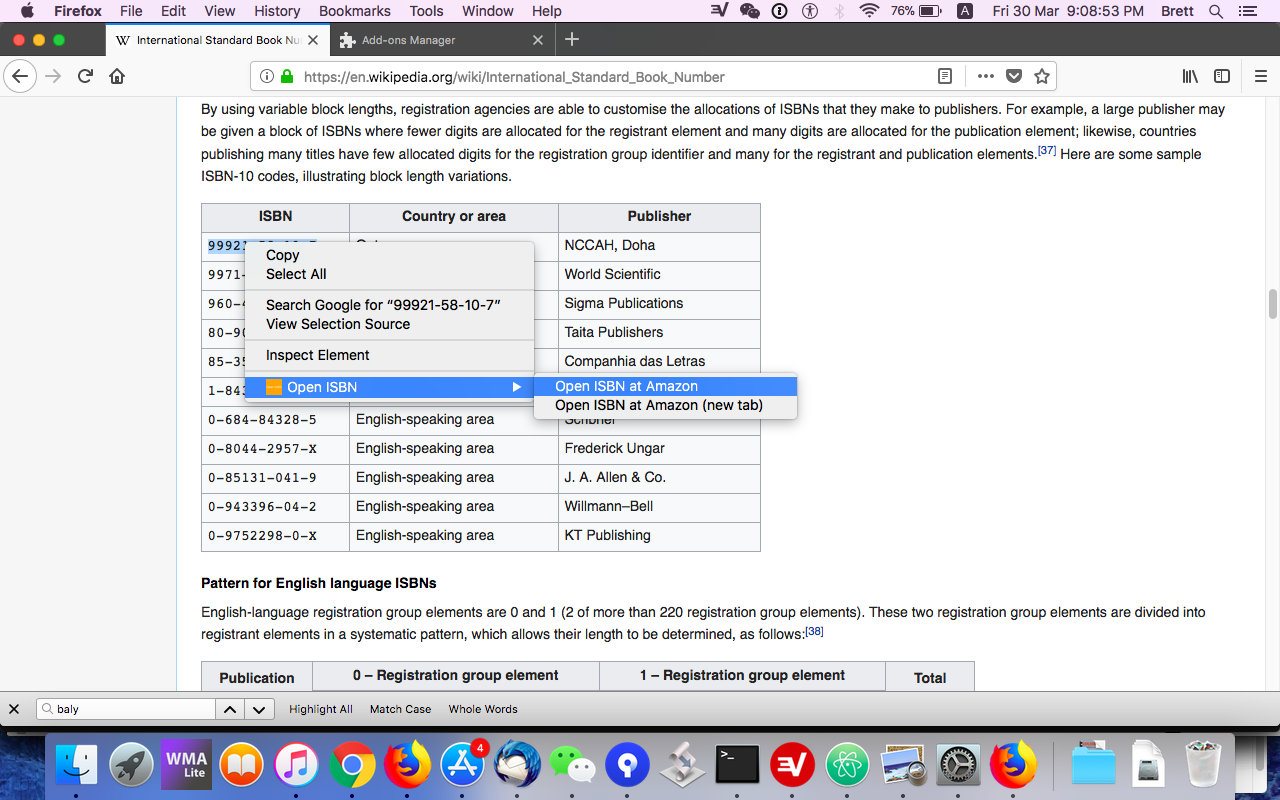 Firefox File Edit View History Bookmarks Tools Window Help 76% A Fri 30 Mar 9:08:53 PM Brett
W International Standard Book Nu Add-ons Manager
https://en.wikipedia.org/wiki/International_Standard_Book_Number
By using variable block lengths, registration agencies are able to customise the allocations of ISBNs that they make to publishers. For example, a large publisher may
be given a block of ISBNs where fewer digits are allocated for the registrant element and many digits are allocated for the publication element; likewise, countries
publishing many titles have few allocated digits for the registration group identifier and many for the registrant and publication elements.[37] Here are some sample
ISBN-10 codes, illustrating block length variations.
ISBN Country or area Publisher
99921 NCCAH, Doha
Copy
Select All
9971- World Scientific
Search Google for “99921-58-10-7”
960-4 Sigma Publications
View Selection Source
80-90 Taita Publishers
Inspect Element
85-35 Companhia das Letras
Open ISBN
Open ISBN at Amazon
1-843
Open ISBN at Amazon (new tab)
0-684-84328-5 English-speaking area Scribner
0-8044-2957-X English-speaking area Frederick Ungar
0-85131-041-9 English-speaking area J. A. Allen & Co.
0-943396-04-2 English-speaking area Willmann–Bell
0-9752298-0-X English-speaking area KT Publishing
Pattern for English language ISBNs
English-language registration group elements are 0 and 1 (2 of more than 220 registration group elements). These two registration group elements are divided into
registrant elements in a systematic pattern, which allows their length to be determined, as follows:[38]
Publication 0 – Registration group element 1 – Registration group element Total
baly Highlight All Match Case Whole Words
WMA
Lite
4